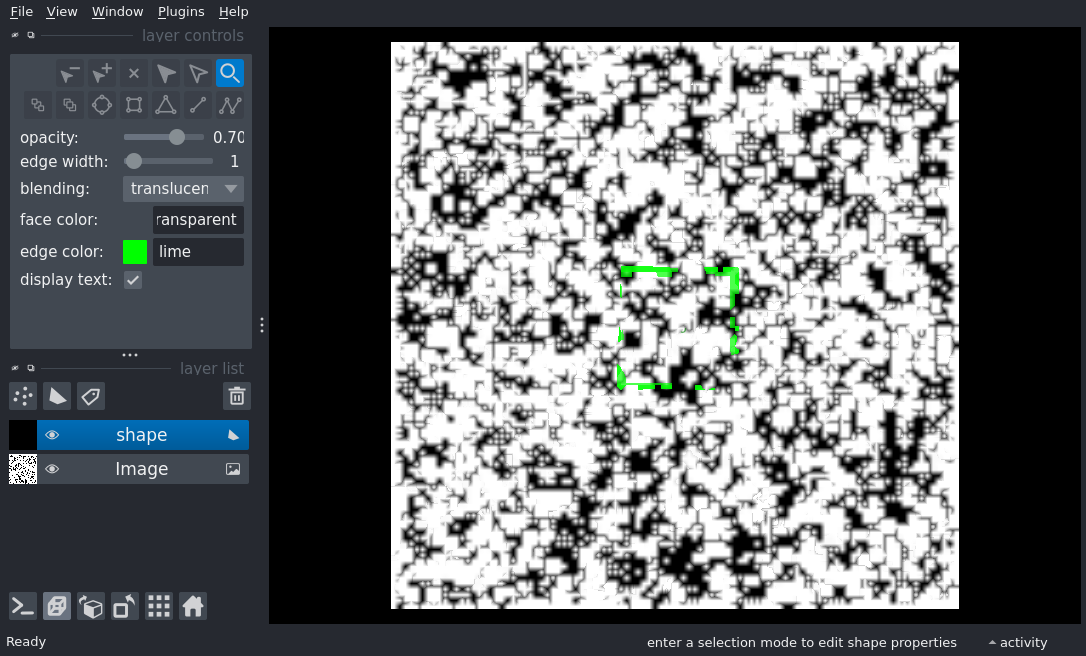 File View Window Plugins Help
layer controls
opacity: 0.70
edge width: 1
blending: translucen
face color: ransparent
edge color: lime
display text:
layer list
shape
Image
Ready
enter a selection mode to edit shape properties
activity